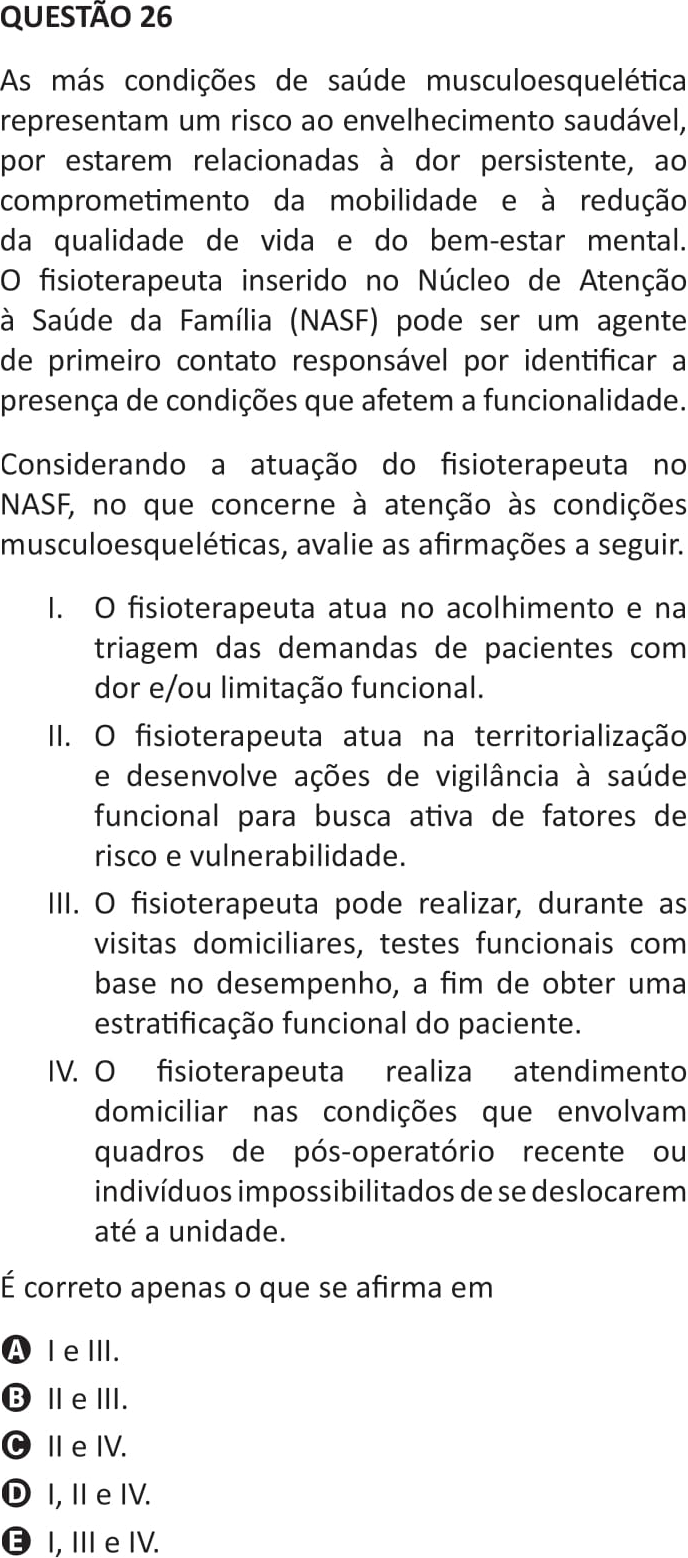 QUESTÃO 26
As más condições de saúde musculoesquelética
representam um risco ao envelhecimento saudável,
por estarem relacionadas à dor persistente, ao
comprometimento da mobilidade e à redução
da qualidade de vida e do bem-estar mental.
O fisioterapeuta inserido no Núcleo de Atenção
à Saúde da Família (NASF) pode ser um agente
de primeiro contato responsável por identificar a
presença de condições que afetem a funcionalidade.
Considerando a atuação do fisioterapeuta no
NASF, no que concerne à atenção às condições
musculoesqueléticas, avalie as afirmações a seguir.
I. O fisioterapeuta atua no acolhimento e na
triagem das demandas de pacientes com
dor e/ou limitação funcional.
II. O fisioterapeuta atua na territorialização
e desenvolve ações de vigilância à saúde
funcional para busca ativa de fatores de
risco e vulnerabilidade.
III. O fisioterapeuta pode realizar, durante as
visitas domiciliares, testes funcionais com
base no desempenho, a fim de obter uma
estratificação funcional do paciente.
IV. O fisioterapeuta realiza atendimento
domiciliar nas condições que envolvam
quadros de pós-operatório recente ou
indivíduos impossibilitados de se deslocarem
até a unidade.
É correto apenas o que se afirma em
A I e III.
B II e III.
C II e IV.
D I, II e IV.
E I, III e IV.